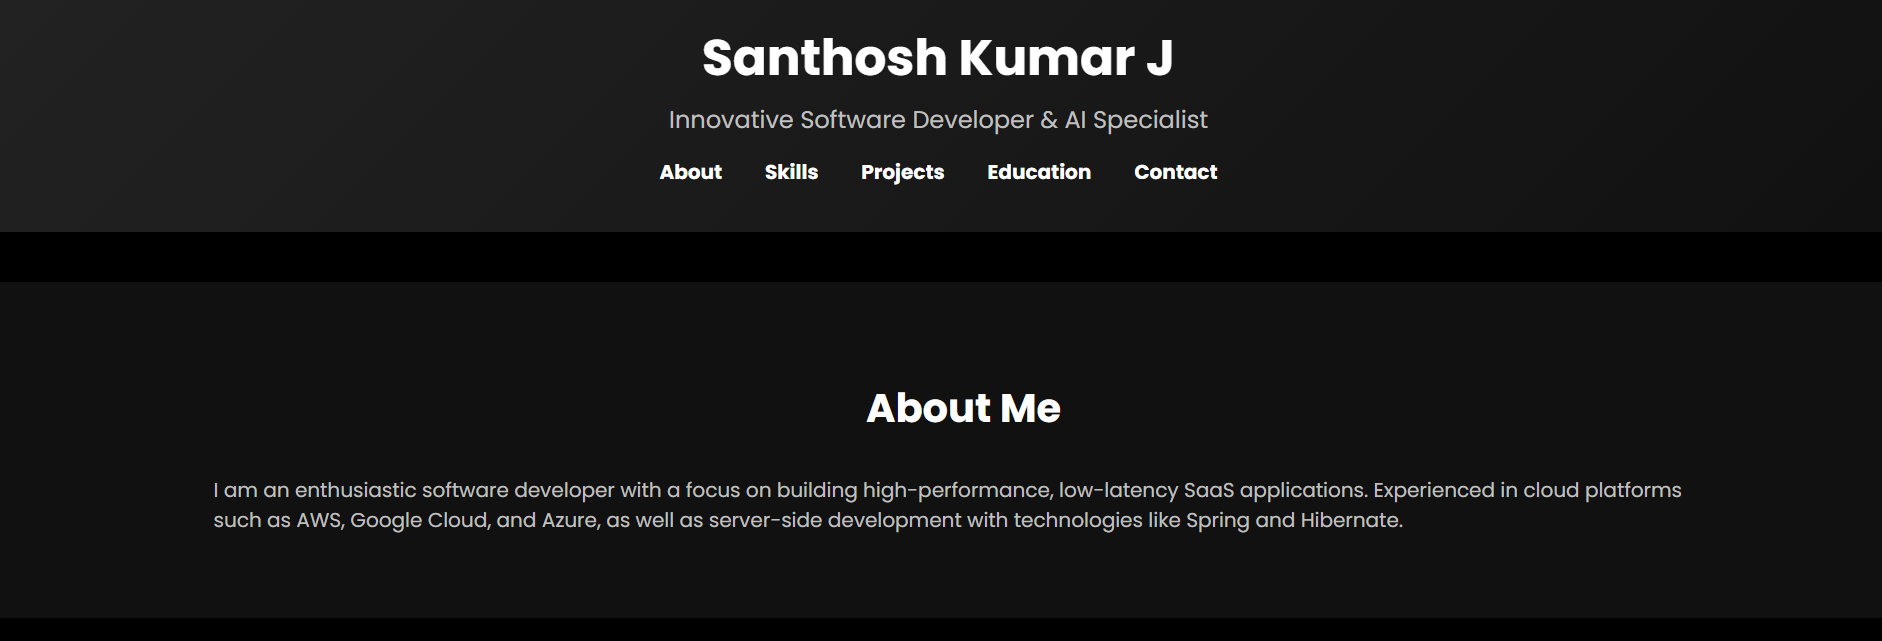 Santhosh Kumar J
Innovative Software Developer & AI Specialist
About Skills Projects Education Contact
About Me
I am an enthusiastic software developer with a focus on building high-performance, low-latency SaaS applications. Experienced in cloud platforms
such as AWS, Google Cloud, and Azure, as well as server-side development with technologies like Spring and Hibernate.